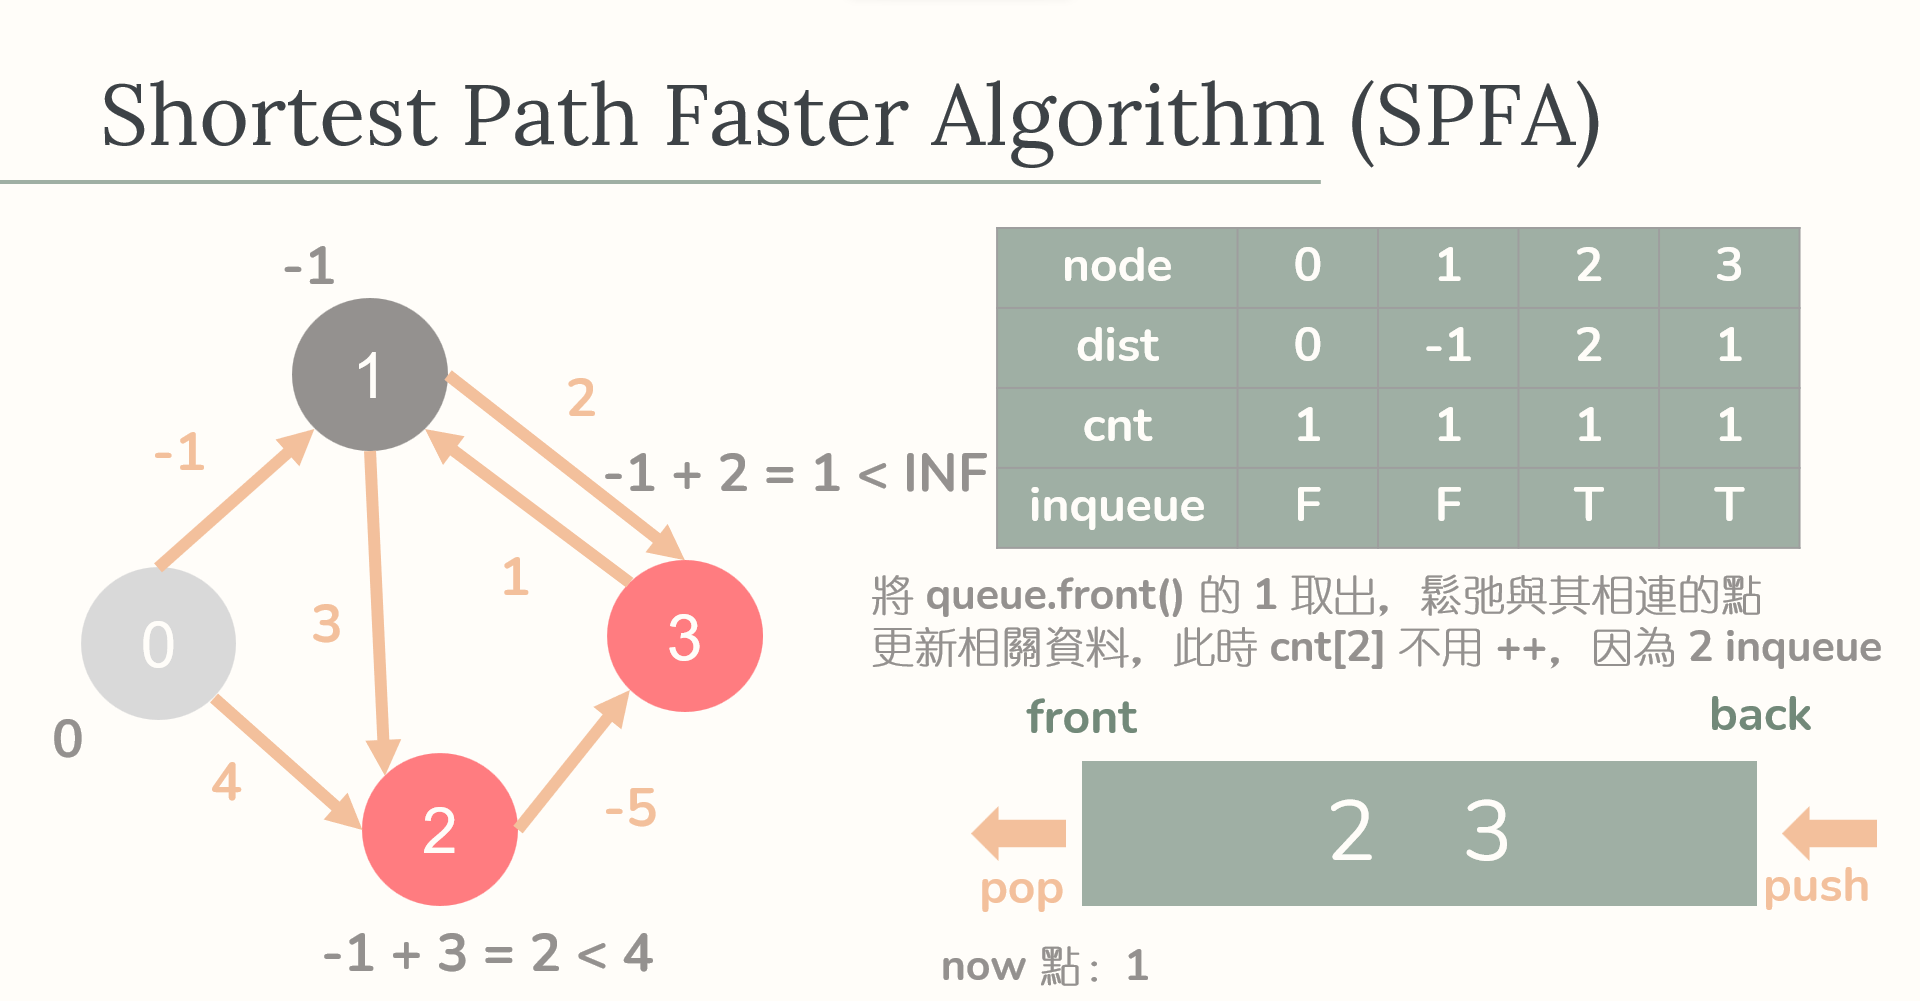 Shortest Path Faster Algorithm (SPFA)
-1
1
2
-1
-1 + 2 = 1 < INF
1
3
0
3
0
4
2
-5
-1 + 3 = 2 < 4
node 0 1 2 3
dist 0 -1 2 1
cnt 1 1 1 1
inqueue F F T T
將 queue.front() 的 1 取出，鬆弛與其相連的點
更新相關資料，此時 cnt[2] 不用 ++，因為 2 inqueue
front back
2 3
pop push
now 點：1